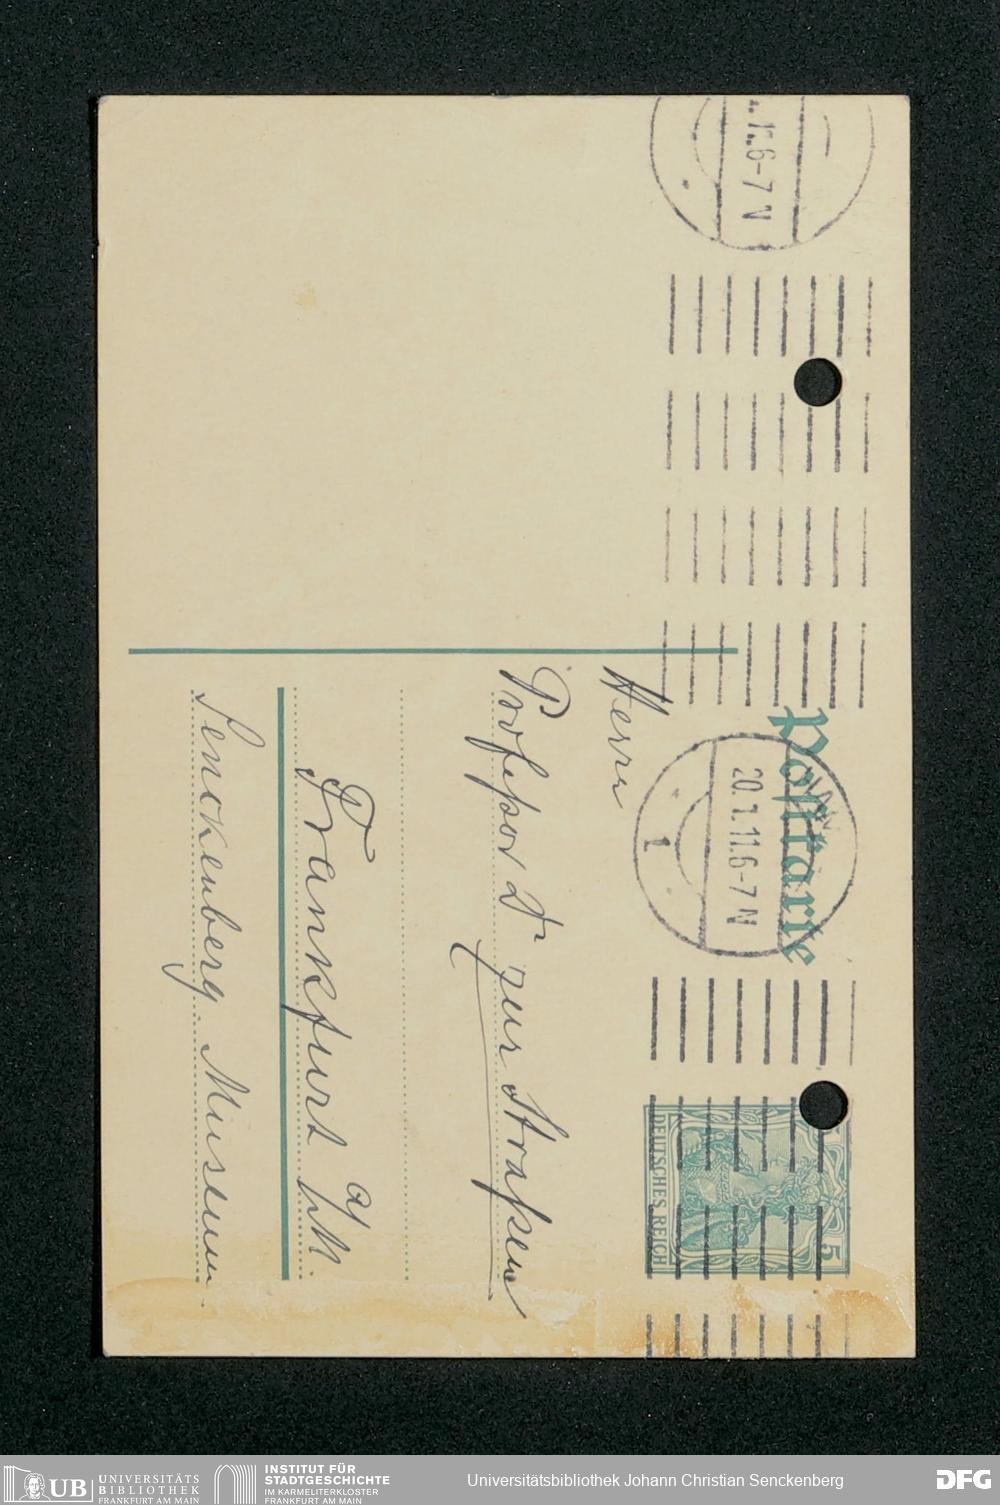 Postkarte
20.1.11.6-7N
1
.11.6-7N
DEUTSCHES REICH
5
Herrn
Professor Dr zur Strassen
Frankfurt a/M.
Senckenberg. Museum.
UB
UNIVERSITÄTS
BIBLIOTHEK
FRANKFURT AM MAIN
INSTITUT FÜR
STADTGESCHICHTE
IM KARMELITERKLOSTER
FRANKFURT AM MAIN
Universitätsbibliothek Johann Christian Senckenberg
DFG